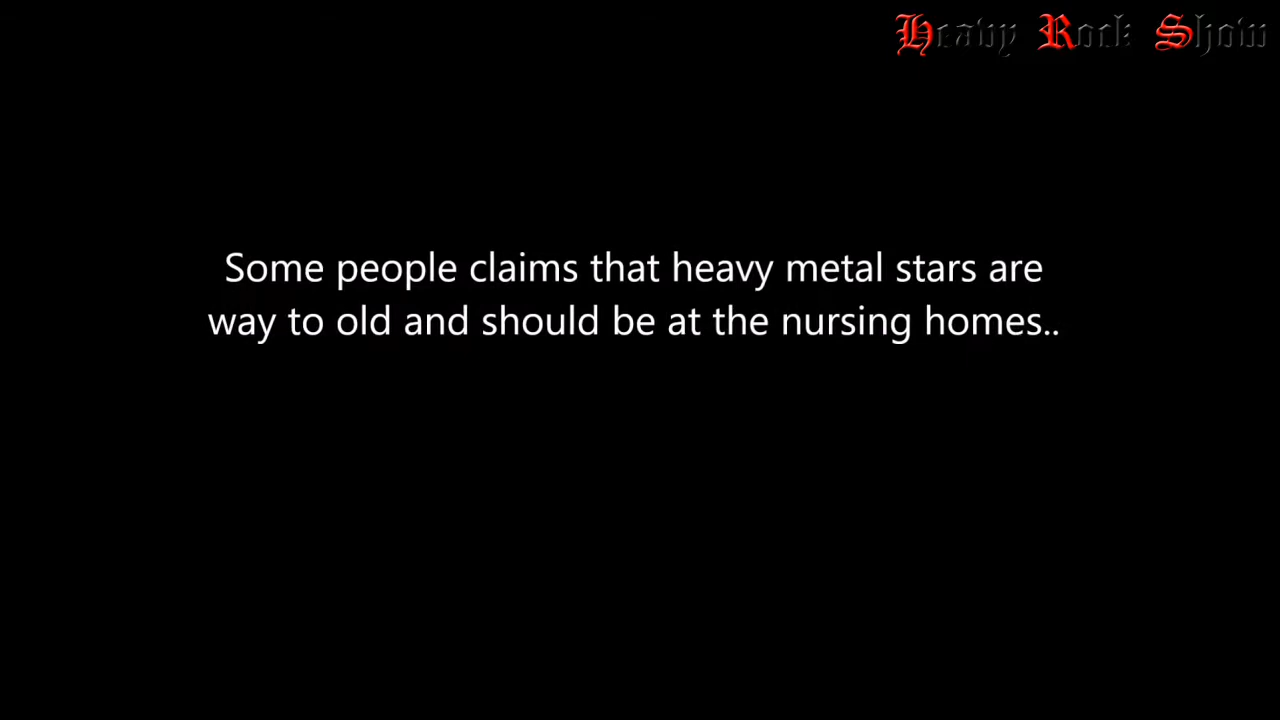 Heavy Rock Show
Some people claims that heavy metal stars are
way to old and should be at the nursing homes..